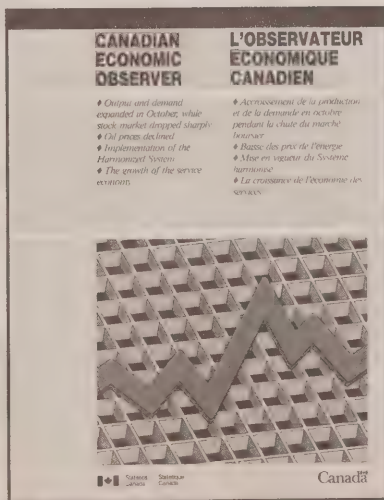 CANADIAN
ECONOMIC
OBSERVER
♦ Output and demand
expanded in October, while
stock market dropped sharply
♦ Oil prices declined
♦ Implementation of the
Harmonized System
♦ The growth of the service
economy
L'OBSERVATEUR
ÉCONOMIQUE
CANADIEN
♦ Accroissement de la production
et de la demande en octobre
pendant la chute du marché
boursier
♦ Baisse des prix de l'énergie
♦ Mise en vigueur du Système
harmonisé
♦ La croissance de l'économie des
services
Statistics
Canada
Statistique
Canada
Canada